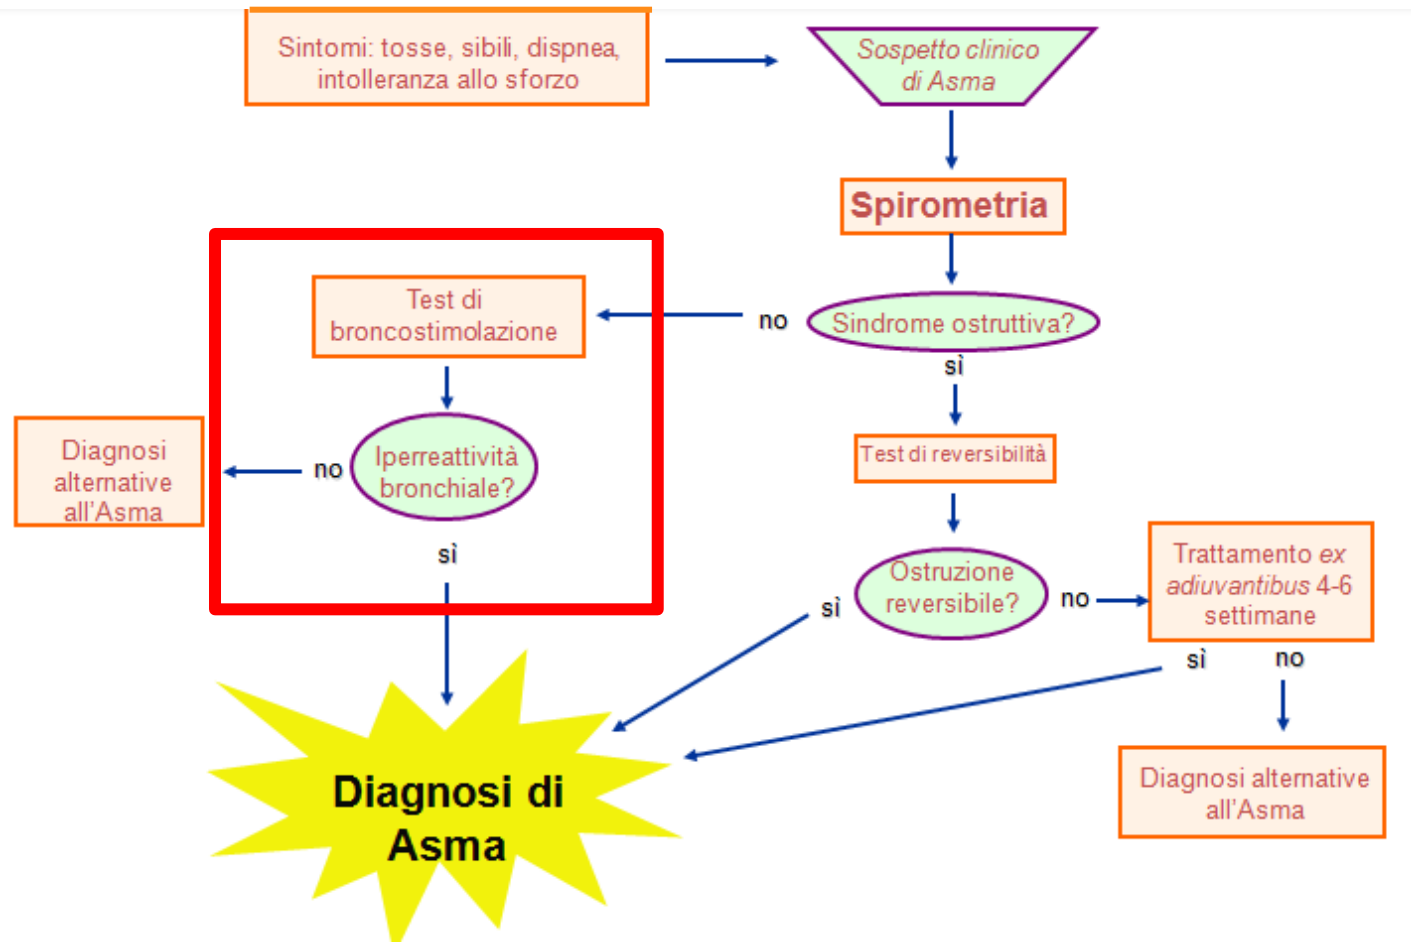 Sintomi: tosse, sibili, dispnea,
intolleranza allo sforzo
Sospetto clinico
di Asma
Spirometria
Sindrome ostruttiva?
no
sì
Test di
broncostimolazione
Iperreattività
bronchiale?
no
sì
Diagnosi
alternative
all'Asma
Test di reversibilità
Ostruzione
reversibile?
sì
no
Trattamento ex
adiuvantibus 4-6
settimane
sì
no
Diagnosi alternative
all'Asma
Diagnosi di
Asma